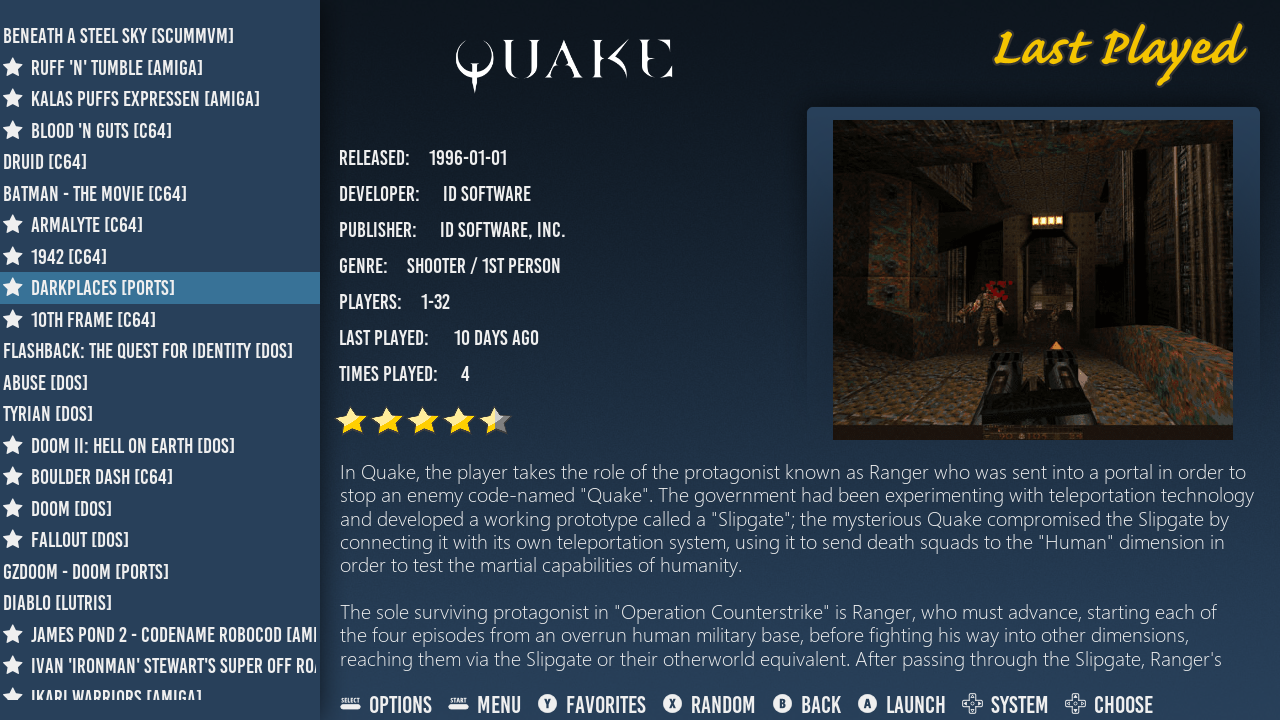 BENEATH A STEEL SKY [SCUMMVM]
RUFF 'N' TUMBLE [AMIGA]
KALAS PUFFS EXPRESSEN [AMIGA]
BLOOD 'N GUTS [C64]
DRUID [C64]
BATMAN - THE MOVIE [C64]
ARMALYTE [C64]
1942 [C64]
DARKPLACES [PORTS]
10TH FRAME [C64]
FLASHBACK: THE QUEST FOR IDENTITY [DOS]
ABUSE [DOS]
TYRIAN [DOS]
DOOM II: HELL ON EARTH [DOS]
BOULDER DASH [C64]
DOOM [DOS]
FALLOUT [DOS]
GZDOOM - DOOM [PORTS]
DIABLO [LUTRIS]
JAMES POND 2 - CODENAME ROBOCOD [AMI
IVAN 'IRONMAN' STEWART'S SUPER OFF ROA
IKARI WARRIORS [AMIGA]
QUAKE
Last Played
RELEASED: 1996-01-01
DEVELOPER: ID SOFTWARE
PUBLISHER: ID SOFTWARE, INC.
GENRE: SHOOTER / 1ST PERSON
PLAYERS: 1-32
LAST PLAYED: 10 DAYS AGO
TIMES PLAYED: 4
In Quake, the player takes the role of the protagonist known as Ranger who was sent into a portal in order to
stop an enemy code-named "Quake". The government had been experimenting with teleportation technology
and developed a working prototype called a "Slipgate"; the mysterious Quake compromised the Slipgate by
connecting it with its own teleportation system, using it to send death squads to the "Human" dimension in
order to test the martial capabilities of humanity.
The sole surviving protagonist in "Operation Counterstrike" is Ranger, who must advance, starting each of
the four episodes from an overrun human military base, before fighting his way into other dimensions,
reaching them via the Slipgate or their otherworld equivalent. After passing through the Slipgate, Ranger's
SELECT OPTIONS START MENU Y FAVORITES X RANDOM B BACK A LAUNCH SYSTEM CHOOSE